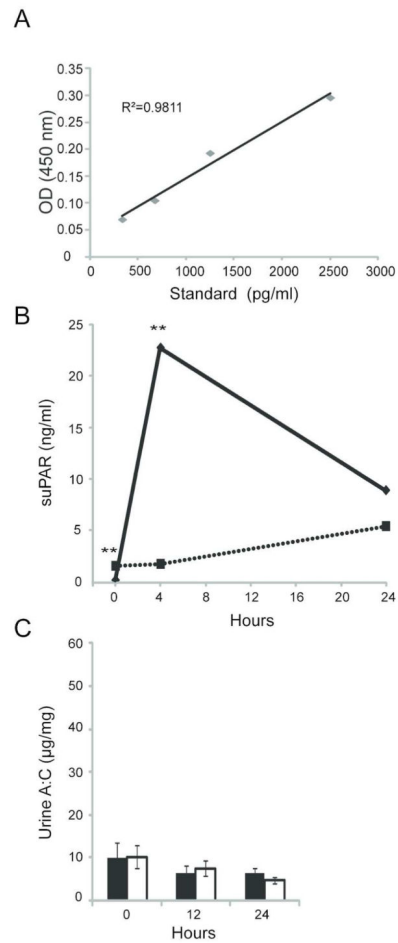 A
0.35
0.30
0.25
0.20
0.15
0.10
0.05
0
R²=0.9811
OD (450 nm)
0 500 1000 1500 2000 2500 3000
Standard (pg/ml)
B
25
20
15
10
5
0
**
**
suPAR (ng/ml)
0 4 8 12 16 20 24
Hours
C
60
50
40
30
20
10
0
Urine A:C (µg/mg)
0 12 24
Hours